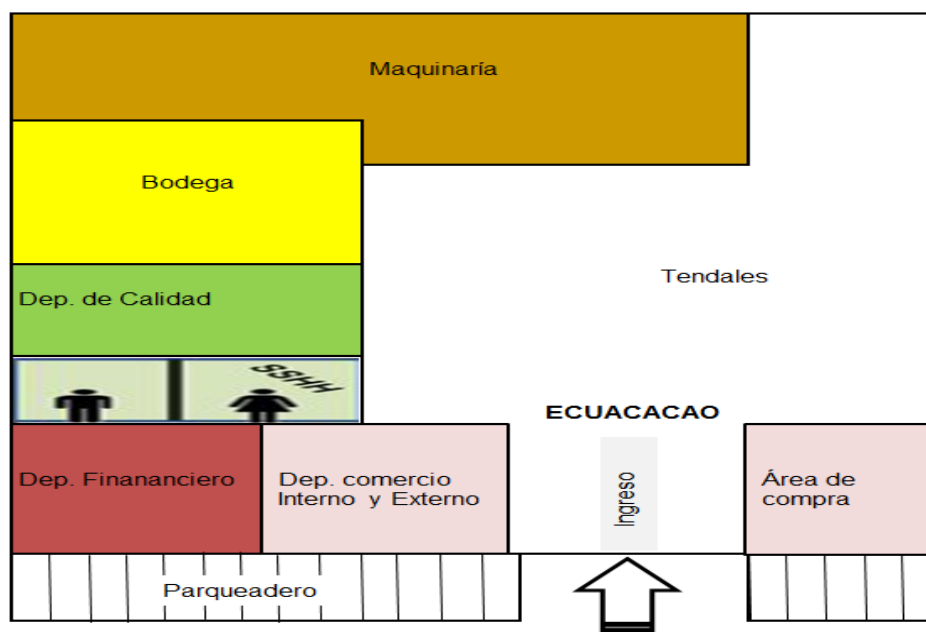 Maquinaría
Bodega
Tendales
Dep. de Calidad
SSHH
ECUACACAO
Dep. Finananciero
Dep. comercio
Interno y Externo
Ingreso
Área de
compra
Parqueadero